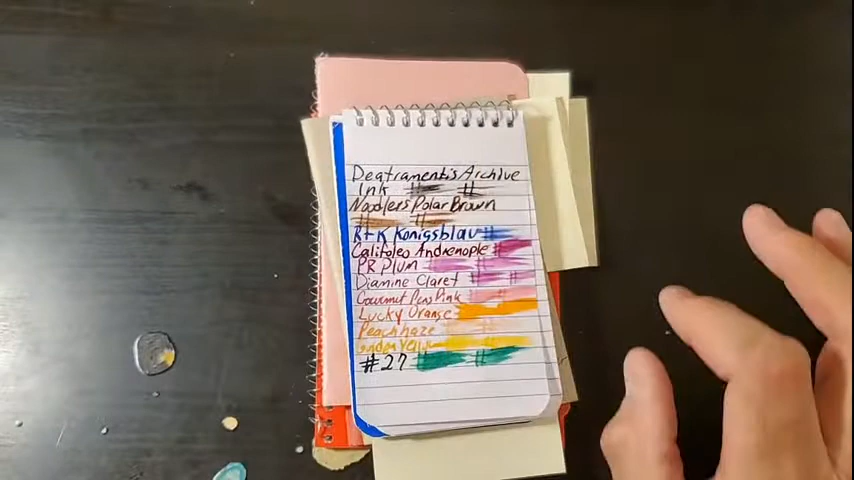 Deatramentis Archive
Ink # #
Noodlers Polar Brown
# #
R+K Konigsblau #
Califoleo Andrenople #
PR Plum # #
Diamine Claret # #
Gourmet Pens Pink #
Lucky Orange #
Peach haze #
#
#27 # #